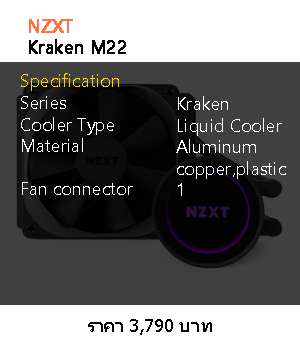 NZXT
Kraken M22
Specification
Series Kraken
Cooler Type Liquid Cooler
Material Aluminum
copper,plastic
Fan connector 1
NZXT
NZXT
ราคา 3,790 บาท